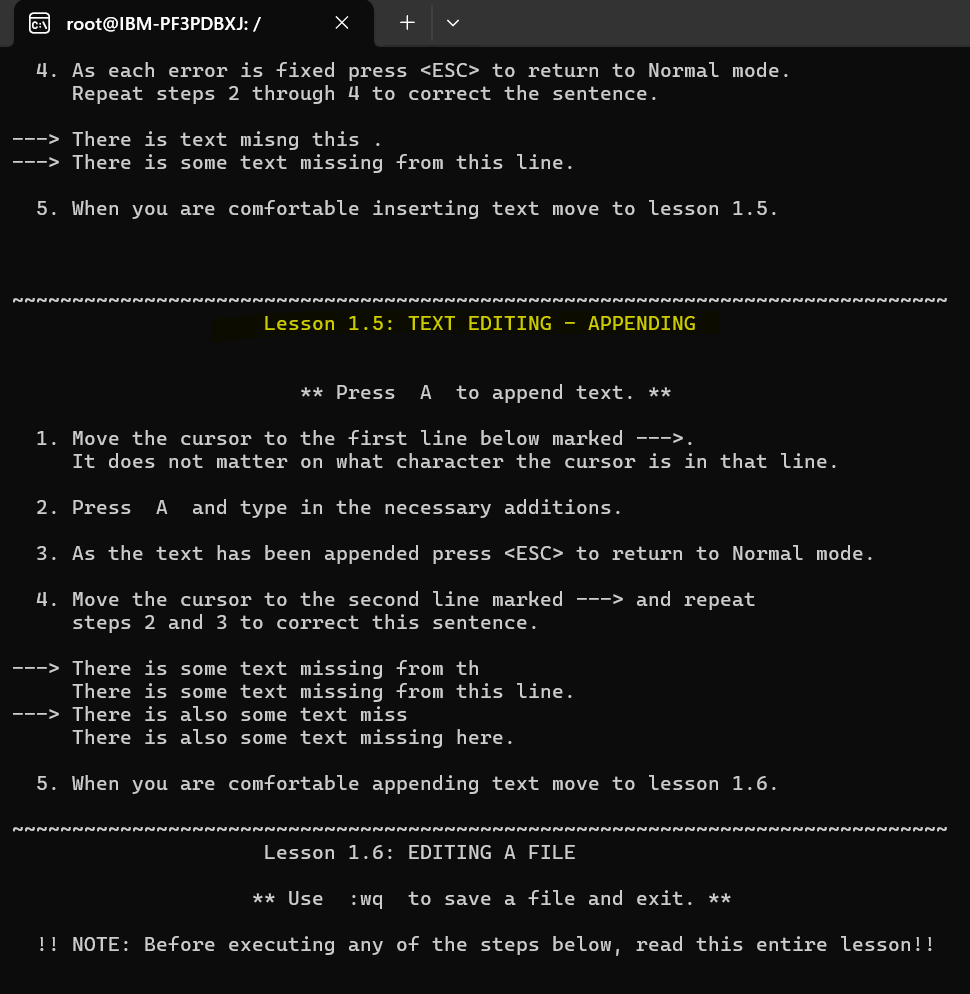 root@IBM-PF3PDBXJ: /
4. As each error is fixed press <ESC> to return to Normal mode.
Repeat steps 2 through 4 to correct the sentence.
---> There is text misng this .
---> There is some text missing from this line.
5. When you are comfortable inserting text move to lesson 1.5.
~~~~~~~~~~~~~~~~~~~~~~~~~~~~~~~~~~~~~~~~~~~~~~~~~~~~~~~~~~~~~~~~~~~~~~~~~~~~~~
Lesson 1.5: TEXT EDITING - APPENDING
** Press  A  to append text. **
1. Move the cursor to the first line below marked --->.
It does not matter on what character the cursor is in that line.
2. Press  A  and type in the necessary additions.
3. As the text has been appended press <ESC> to return to Normal mode.
4. Move the cursor to the second line marked ---> and repeat
steps 2 and 3 to correct this sentence.
---> There is some text missing from th
There is some text missing from this line.
---> There is also some text miss
There is also some text missing here.
5. When you are comfortable appending text move to lesson 1.6.
~~~~~~~~~~~~~~~~~~~~~~~~~~~~~~~~~~~~~~~~~~~~~~~~~~~~~~~~~~~~~~~~~~~~~~~~~~~~~~
Lesson 1.6: EDITING A FILE
** Use  :wq  to save a file and exit. **
!! NOTE: Before executing any of the steps below, read this entire lesson!!